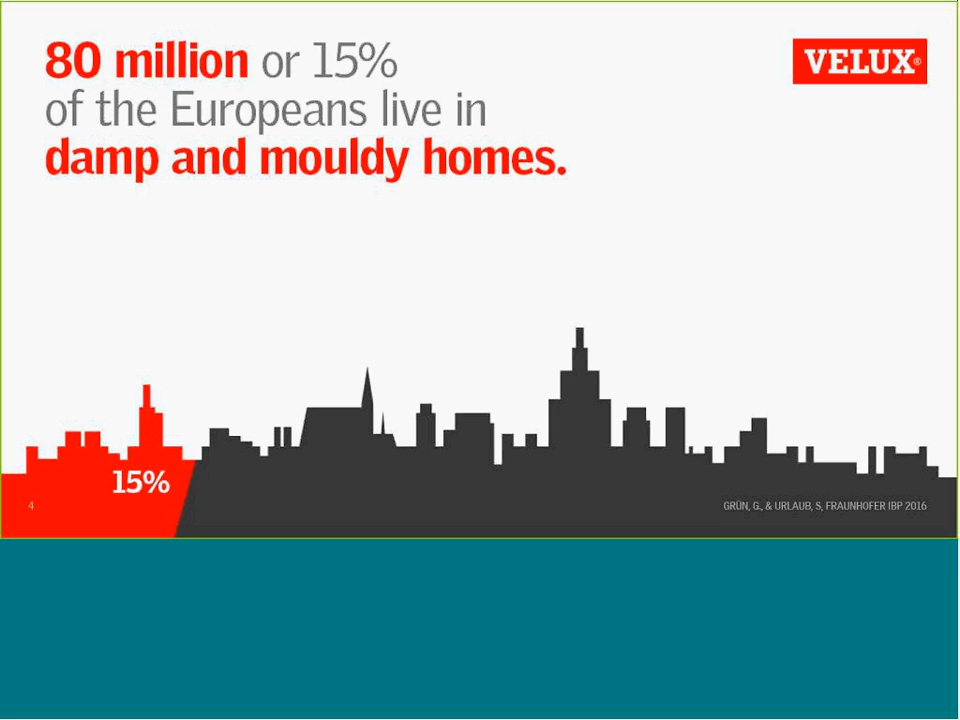 80 million or 15%
of the Europeans live in
damp and mouldy homes.
VELUX®
15%
4
GRÜN, G., & URLAUB, S, FRAUNHOFER IBP 2016